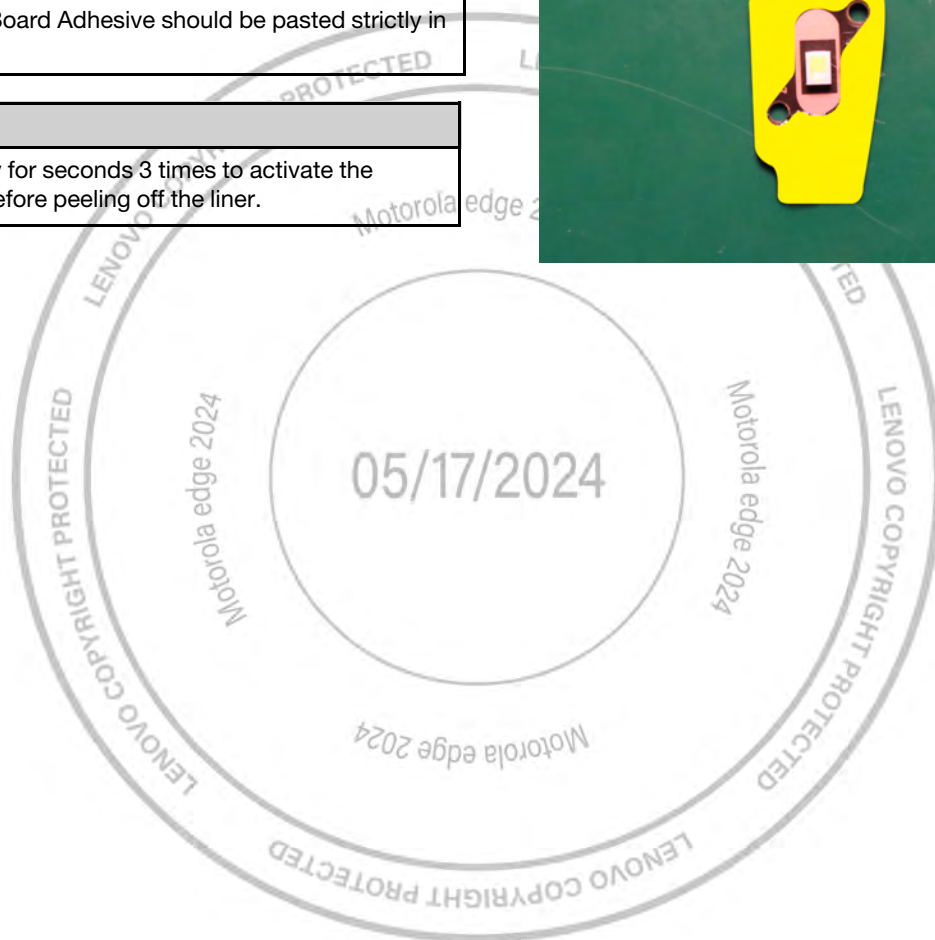 Board Adhesive should be pasted strictly in
for seconds 3 times to activate the
before peeling off the liner.
LENOVO COPYRIGHT PROTECTED
LENOVO COPYRIGHT PROTECTED
LENOVO COPYRIGHT PROTECTED
Motorola edge
Motorola edge 2024
Motorola edge 2024
Motorola edge 2024
05/17/2024